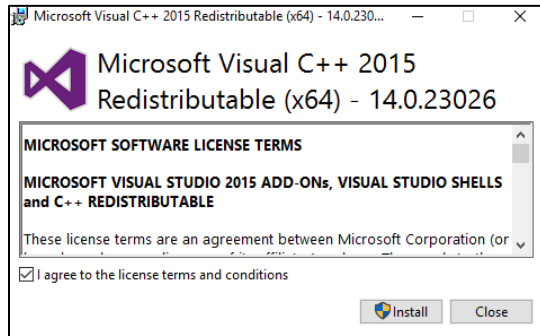 Microsoft Visual C++ 2015 Redistributable (x64) - 14.0.230...
Microsoft Visual C++ 2015
Redistributable (x64) - 14.0.23026
MICROSOFT SOFTWARE LICENSE TERMS
MICROSOFT VISUAL STUDIO 2015 ADD-ONs, VISUAL STUDIO SHELLS
and C++ REDISTRIBUTABLE
These license terms are an agreement between Microsoft Corporation (or
I agree to the license terms and conditions
Install Close